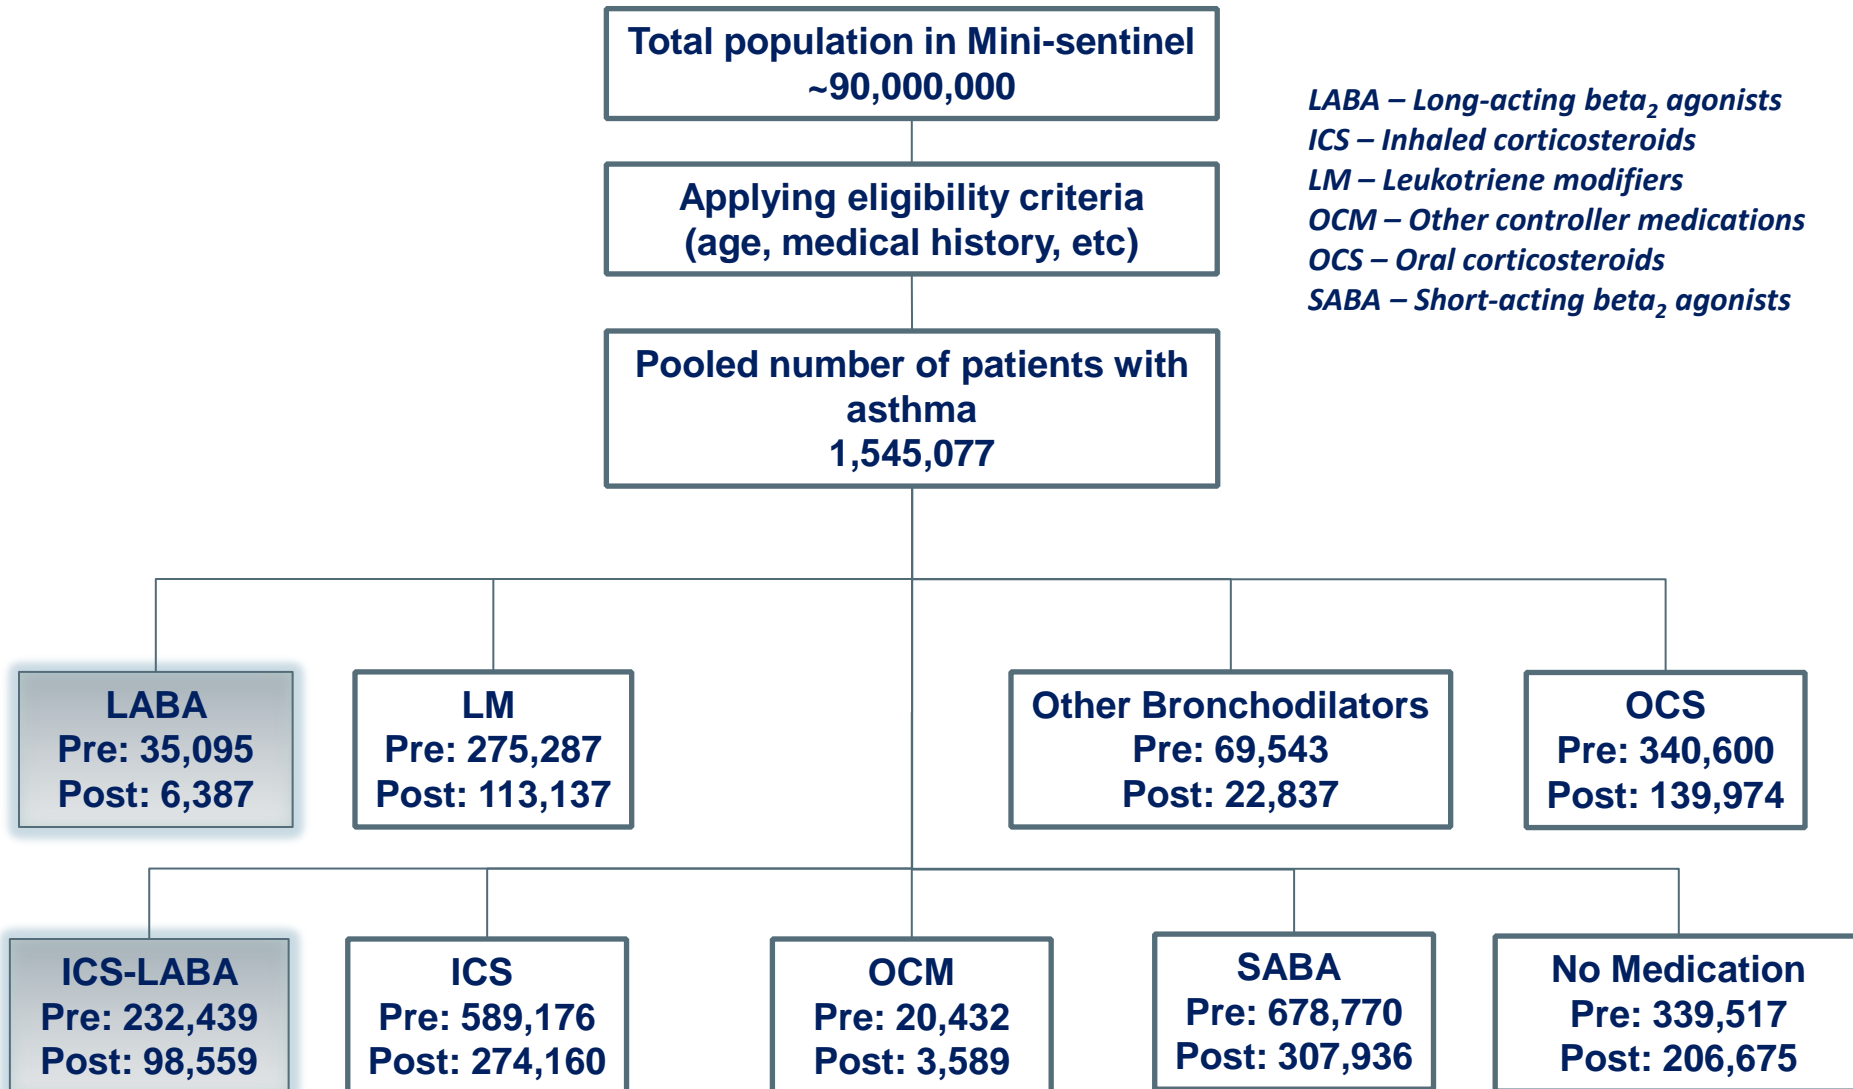 Total population in Mini-sentinel
~90,000,000
LABA – Long-acting beta₂ agonists
ICS – Inhaled corticosteroids
LM – Leukotriene modifiers
OCM – Other controller medications
OCS – Oral corticosteroids
SABA – Short-acting beta₂ agonists
Applying eligibility criteria
(age, medical history, etc)
Pooled number of patients with
asthma
1,545,077
LABA
Pre: 35,095
Post: 6,387
LM
Pre: 275,287
Post: 113,137
Other Bronchodilators
Pre: 69,543
Post: 22,837
OCS
Pre: 340,600
Post: 139,974
ICS-LABA
Pre: 232,439
Post: 98,559
ICS
Pre: 589,176
Post: 274,160
OCM
Pre: 20,432
Post: 3,589
SABA
Pre: 678,770
Post: 307,936
No Medication
Pre: 339,517
Post: 206,675